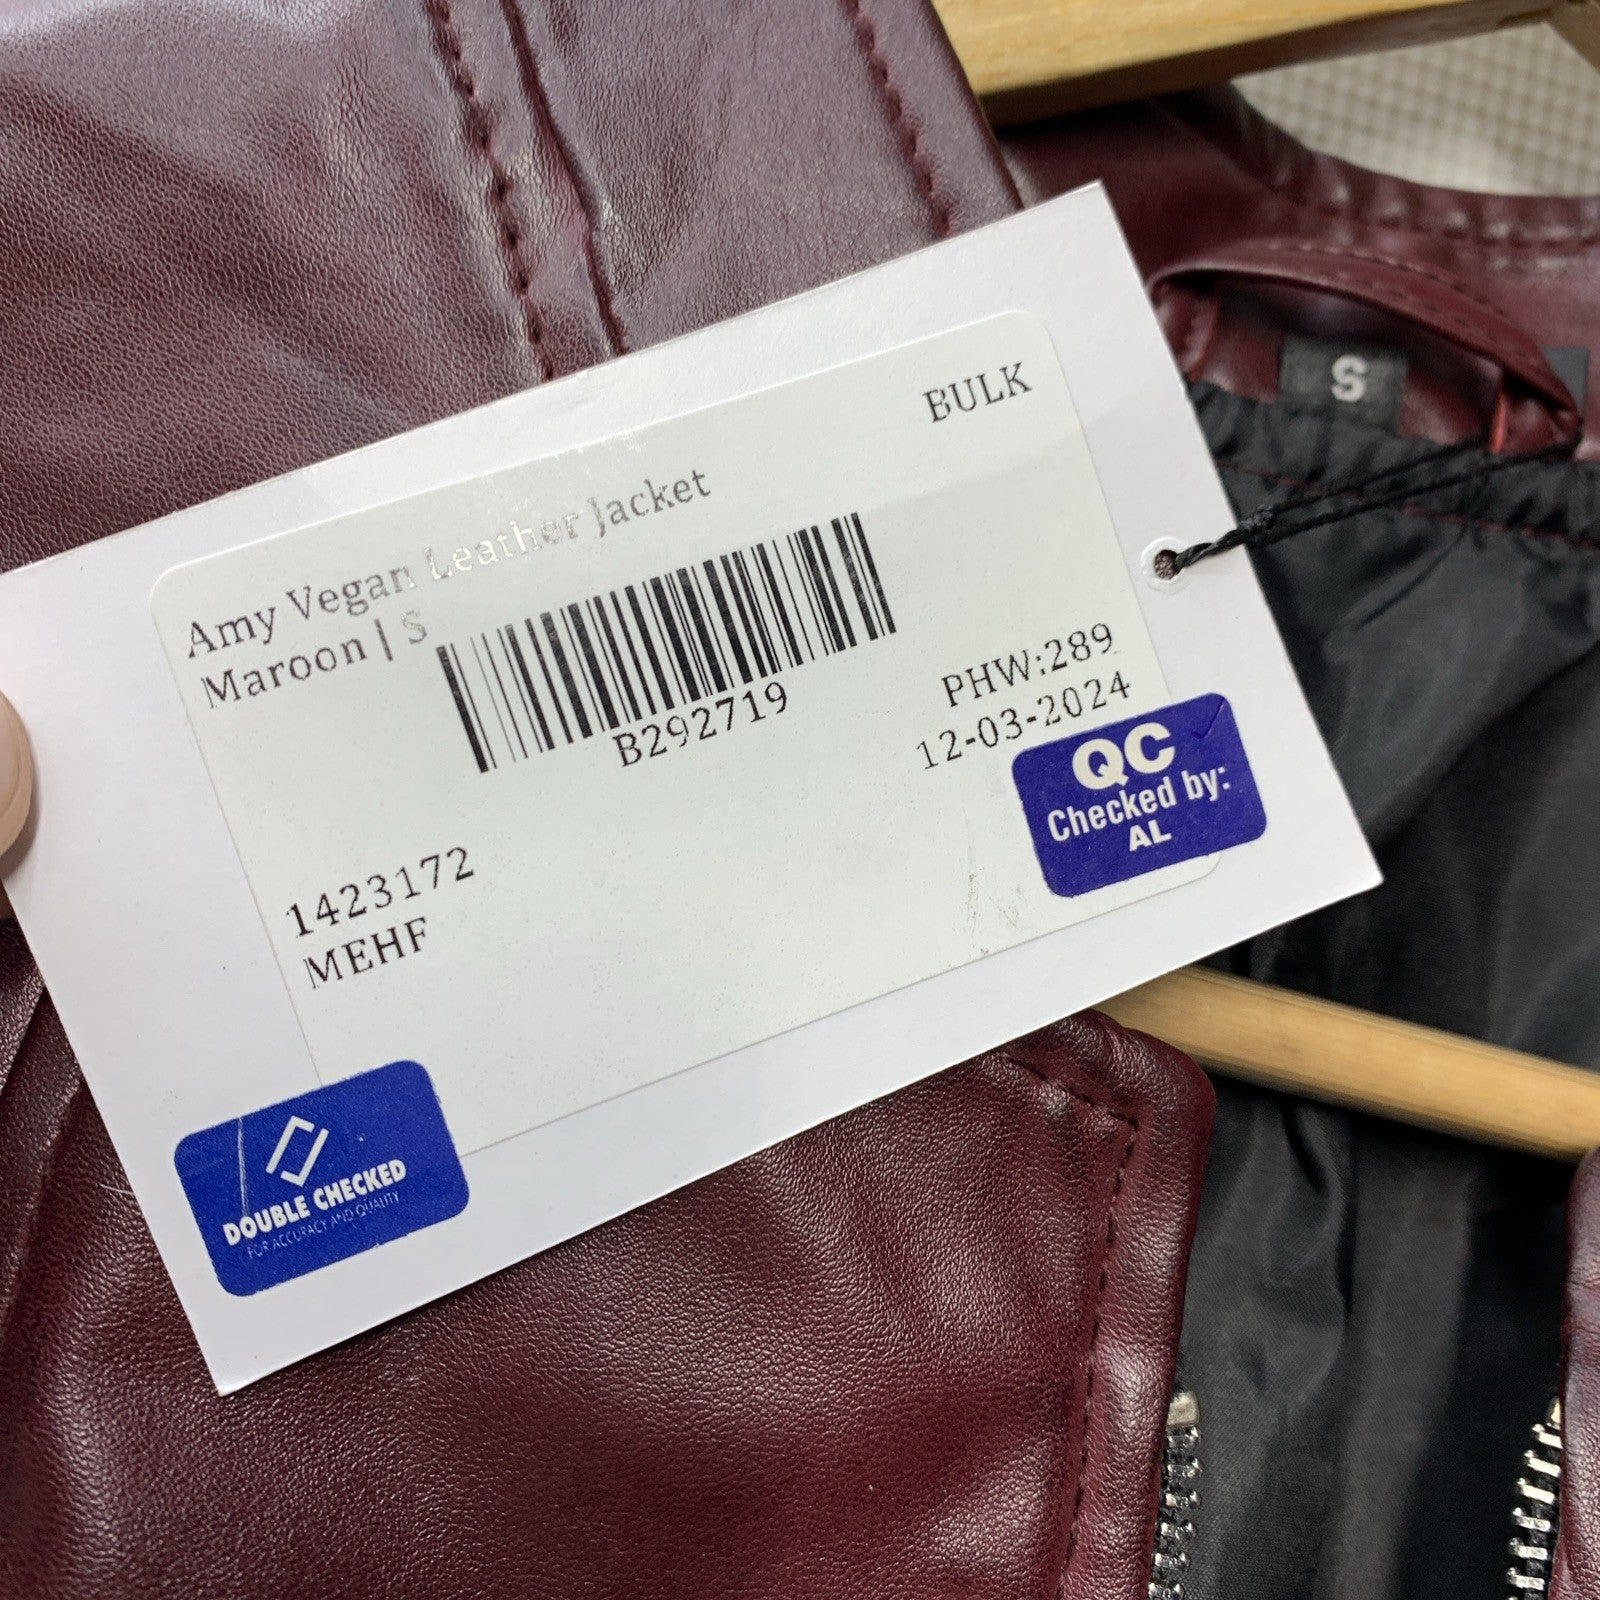 BULK
Amy Vegan Leather Jacket
Maroon | S
B292719
PHW:289
12-03-2024
QC
Checked by:
AL
1423172
MEHF
DOUBLE CHECKED
FOR ACCURACY AND QUALITY
S